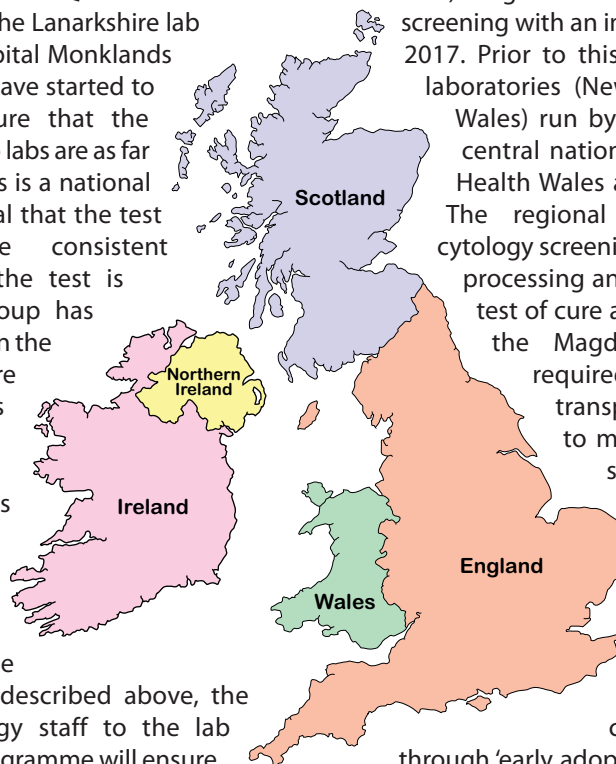 he Lanarkshire lab
pital Monklands
ave started to
ure that the
labs are as far
s is a national
al that the test
e consistent
the test is
oup has
n the
re
s
s
e
described above, the
gy staff to the lab
gramme will ensure
Scotland
Northern
Ireland
Ireland
Wales
England
screening with an in
2017. Prior to this
laboratories (New
Wales) run by
central nation
Health Wales a
The regional
cytology screeni
processing an
test of cure a
the Magd
required
transp
to m
s
through ‘early adop